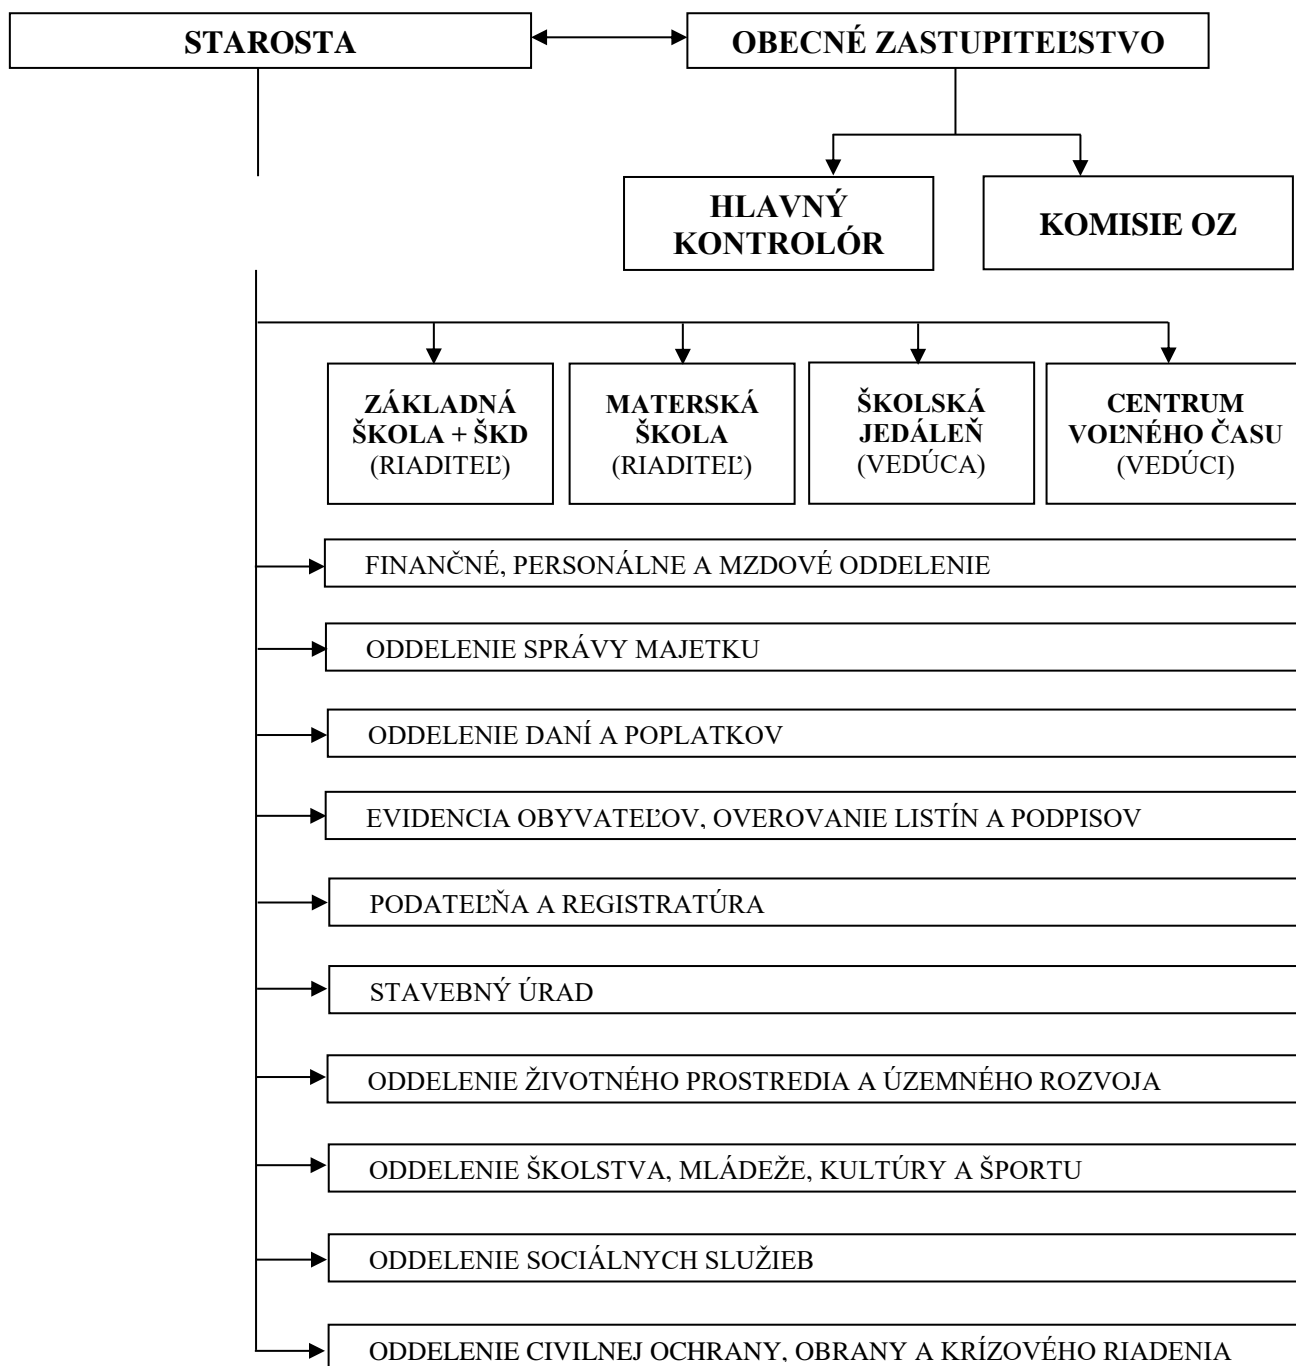 STAROSTA
OBECNÉ ZASTUPITEĽSTVO
HLAVNÝ
KONTROLÓR
KOMISIE OZ
ZÁKLADNÁ
ŠKOLA + ŠKD
(RIADITEĽ)
MATERSKÁ
ŠKOLA
(RIADITEĽ)
ŠKOLSKÁ
JEDÁLEŇ
(VEDÚCA)
CENTRUM
VOĽNÉHO ČASU
(VEDÚCI)
FINANČNÉ, PERSONÁLNE A MZDOVÉ ODDELENIE
ODDELENIE SPRÁVY MAJETKU
ODDELENIE DANÍ A POPLATKOV
EVIDENCIA OBYVATEĽOV, OVEROVANIE LISTÍN A PODPISOV
PODATEĽŇA A REGISTRATÚRA
STAVEBNÝ ÚRAD
ODDELENIE ŽIVOTNÉHO PROSTREDIA A ÚZEMNÉHO ROZVOJA
ODDELENIE ŠKOLSTVA, MLÁDEŽE, KULTÚRY A ŠPORTU
ODDELENIE SOCIÁLNYCH SLUŽIEB
ODDELENIE CIVILNEJ OCHRANY, OBRANY A KRÍZOVÉHO RIADENIA